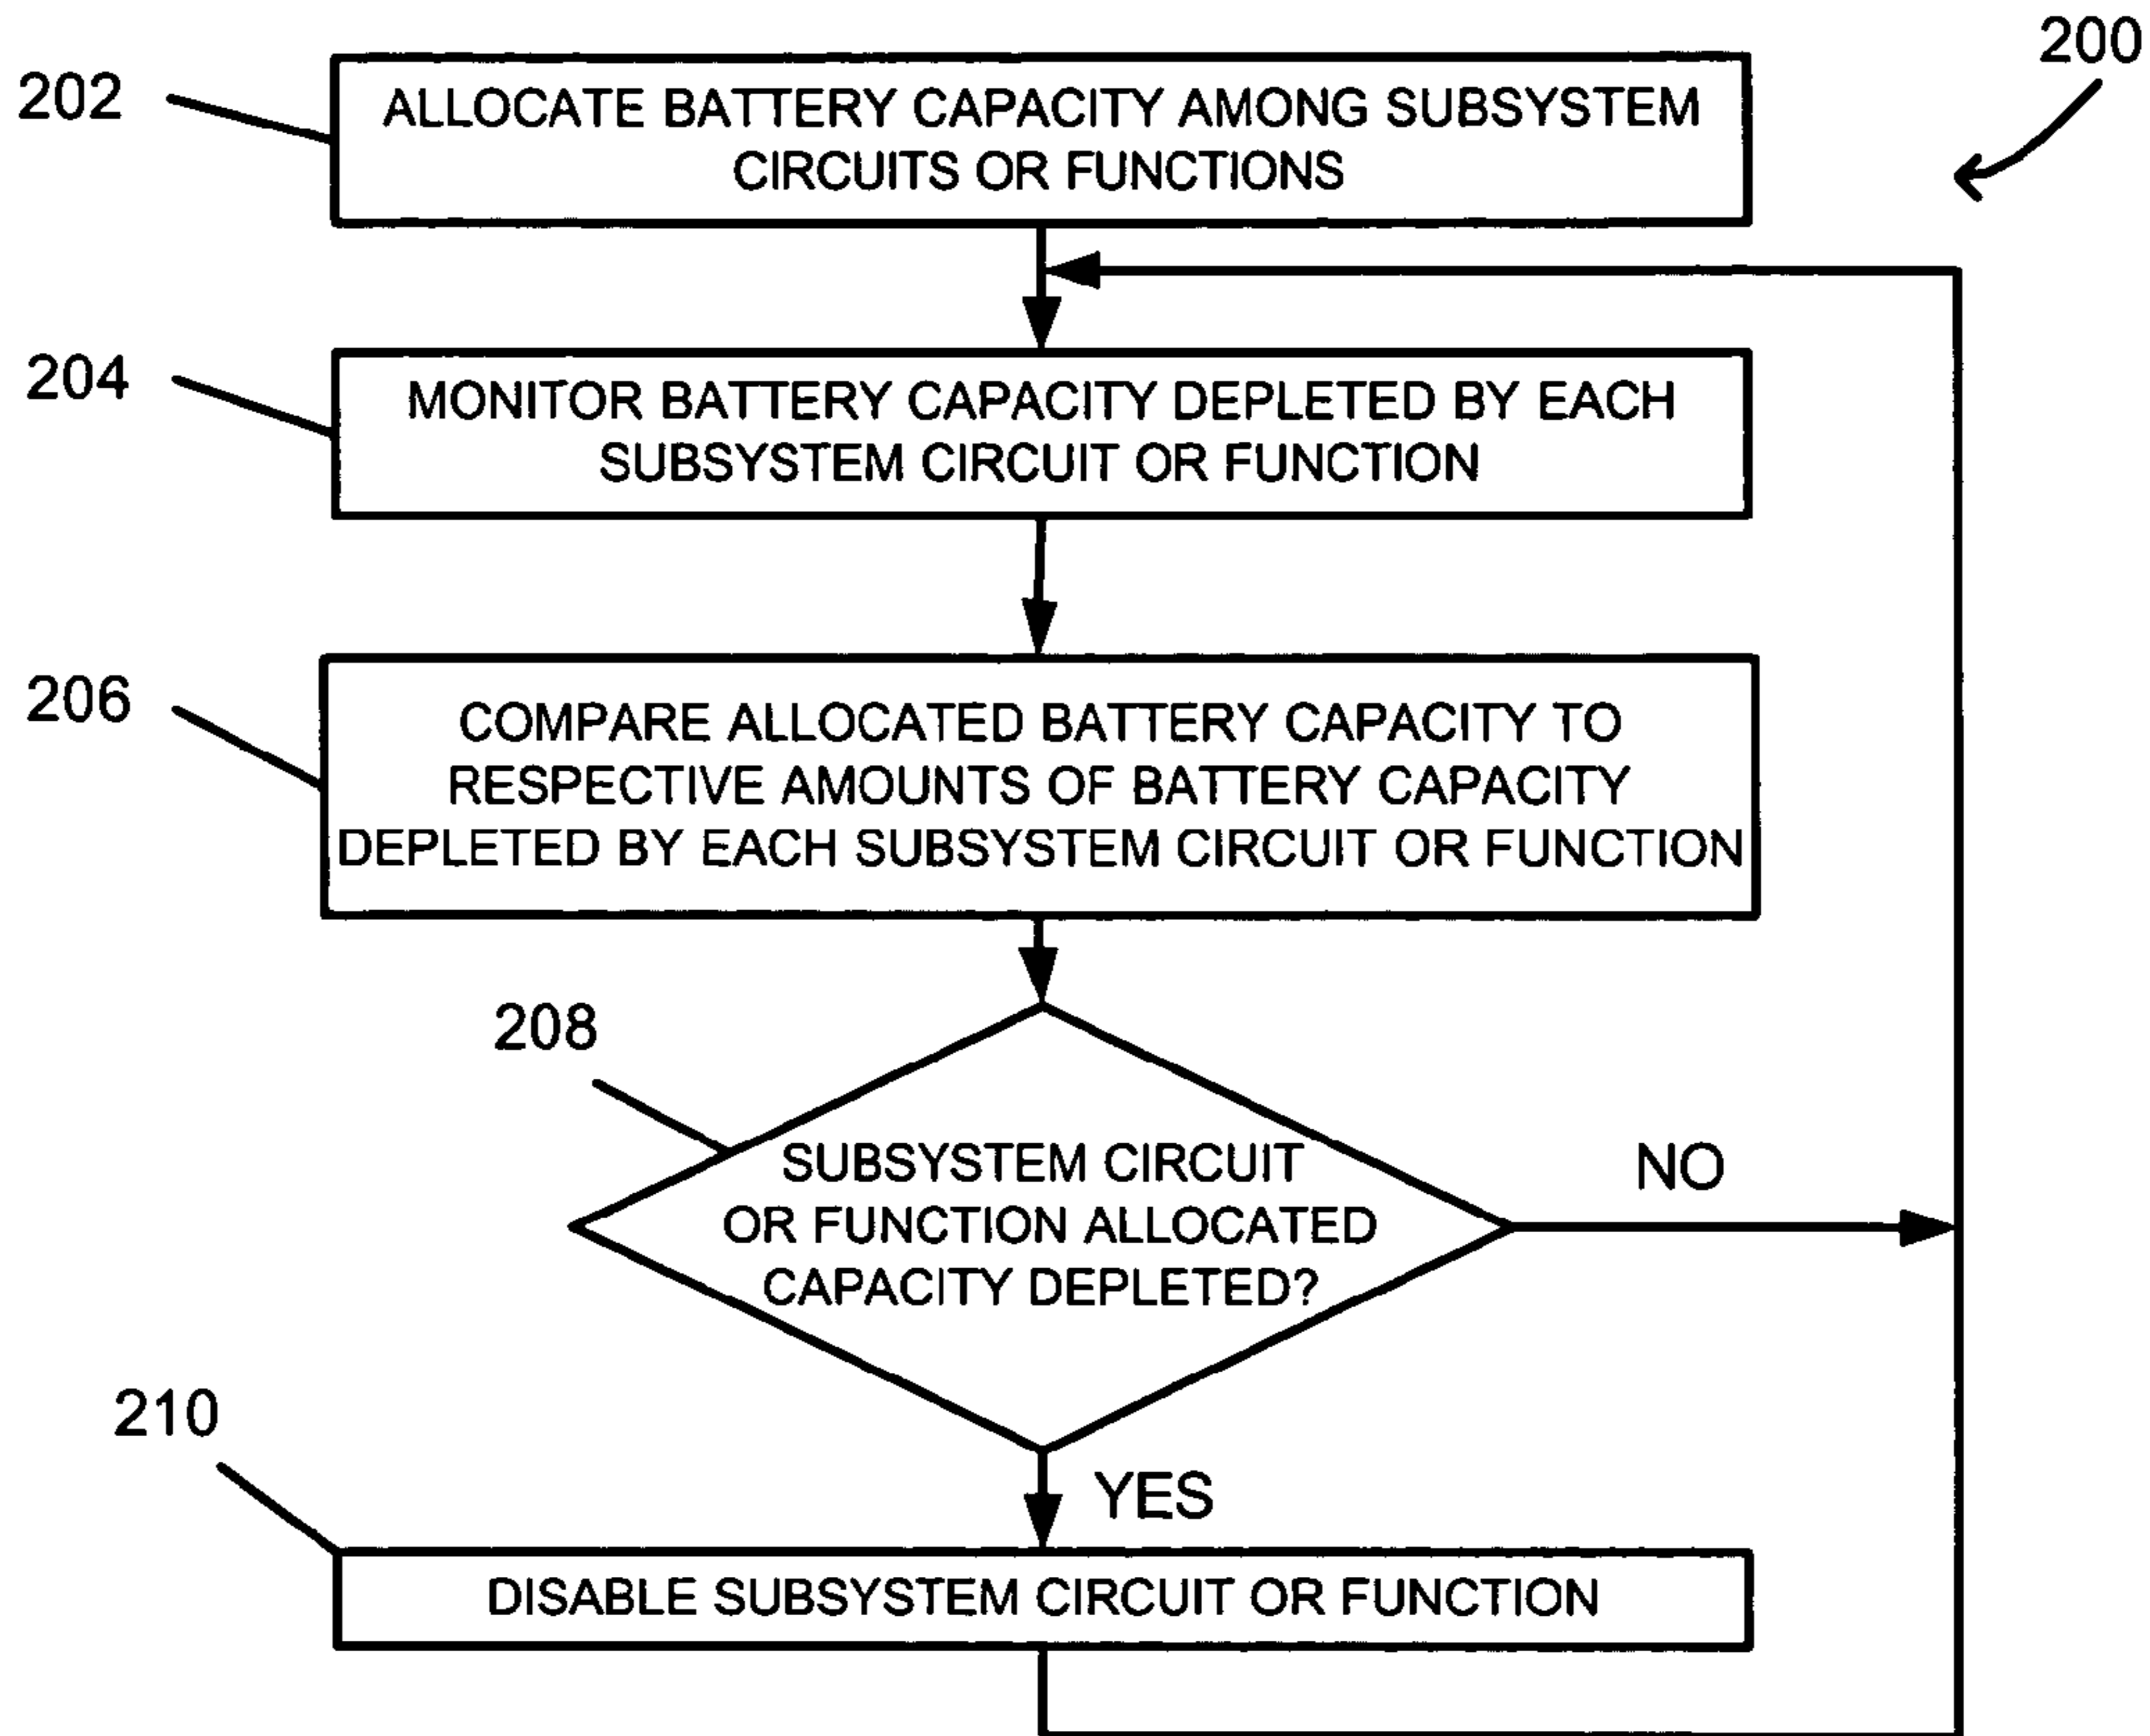 200
202
ALLOCATE BATTERY CAPACITY AMONG SUBSYSTEM
CIRCUITS OR FUNCTIONS
204
MONITOR BATTERY CAPACITY DEPLETED BY EACH
SUBSYSTEM CIRCUIT OR FUNCTION
206
COMPARE ALLOCATED BATTERY CAPACITY TO
RESPECTIVE AMOUNTS OF BATTERY CAPACITY
DEPLETED BY EACH SUBSYSTEM CIRCUIT OR FUNCTION
208
SUBSYSTEM CIRCUIT
OR FUNCTION ALLOCATED
CAPACITY DEPLETED?
NO
YES
210
DISABLE SUBSYSTEM CIRCUIT OR FUNCTION